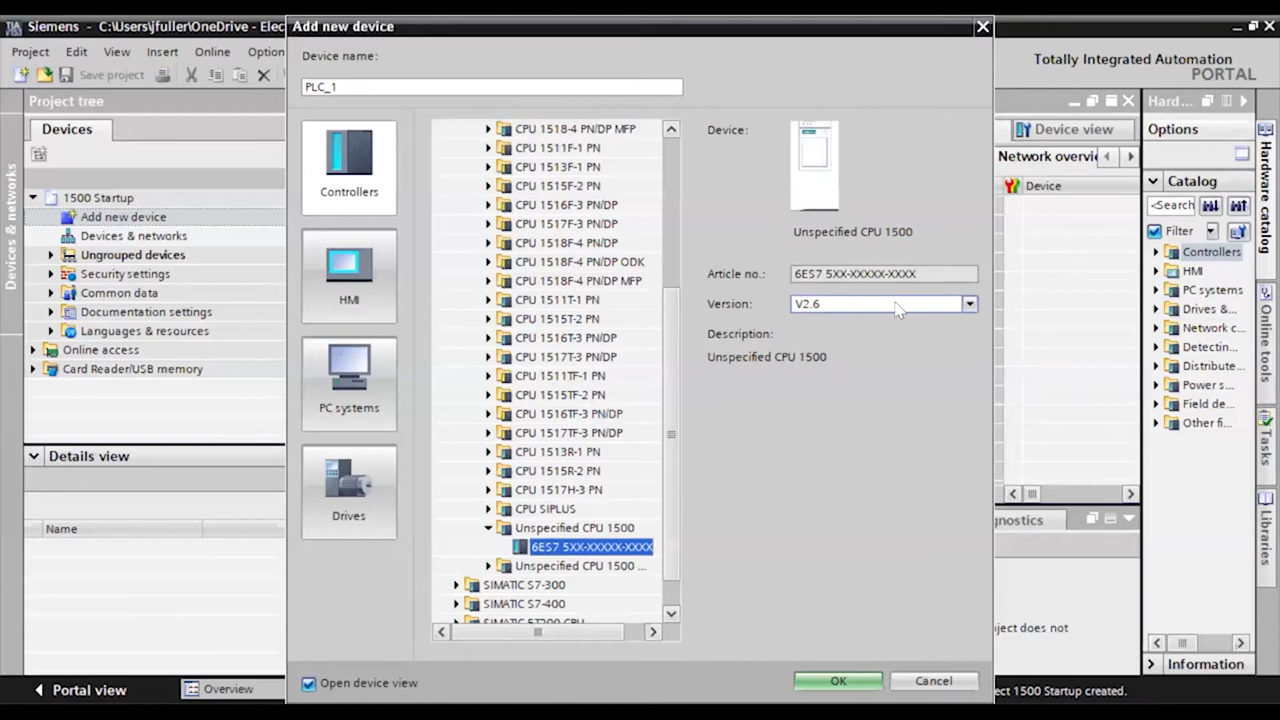 Siemens - C:\Users\jfuller\OneDrive - Elec
Add new device
Project Edit View Insert Online Option
Save project
Totally Integrated Automation
PORTAL
Project tree
Devices
Devices & networks
1500 Startup
Add new device
Devices & networks
Ungrouped devices
Security settings
Common data
Documentation settings
Languages & resources
Online access
Card Reader/USB memory
Details view
Name
Portal view
Overview
Device name:
PLC_1
Controllers
HMI
PC systems
Drives
CPU 1518-4 PN/DP MFP
CPU 1511F-1 PN
CPU 1513F-1 PN
CPU 1515F-2 PN
CPU 1516F-3 PN/DP
CPU 1517F-3 PN/DP
CPU 1518F-4 PN/DP
CPU 1518F-4 PN/DP ODK
CPU 1518F-4 PN/DP MFP
CPU 1511T-1 PN
CPU 1515T-2 PN
CPU 1516T-3 PN/DP
CPU 1517T-3 PN/DP
CPU 1511TF-1 PN
CPU 1515TF-2 PN
CPU 1516TF-3 PN/DP
CPU 1517TF-3 PN/DP
CPU 1513R-1 PN
CPU 1515R-2 PN
CPU 1517H-3 PN
CPU SIPLUS
Unspecified CPU 1500
6ES7 5XX-XXXXX-XXXX
Unspecified CPU 1500 ...
SIMATIC S7-300
SIMATIC S7-400
SIMATIC ET200 CPU
Device:
Unspecified CPU 1500
Article no.: 6ES7 5XX-XXXXX-XXXX
Version: V2.6
Description:
Unspecified CPU 1500
Open device view
OK
Cancel
Device view
Network overvi
Device
gnostics
ject does not
ct 1500 Startup created.
Hard...
Options
Catalog
<Search
Filter
Controllers
HMI
PC systems
Drives &...
Network c...
Detectin...
Distribute...
Power s...
Field de...
Other fi...
Information
Hardware catalog
Online tools
Tasks
Libraries